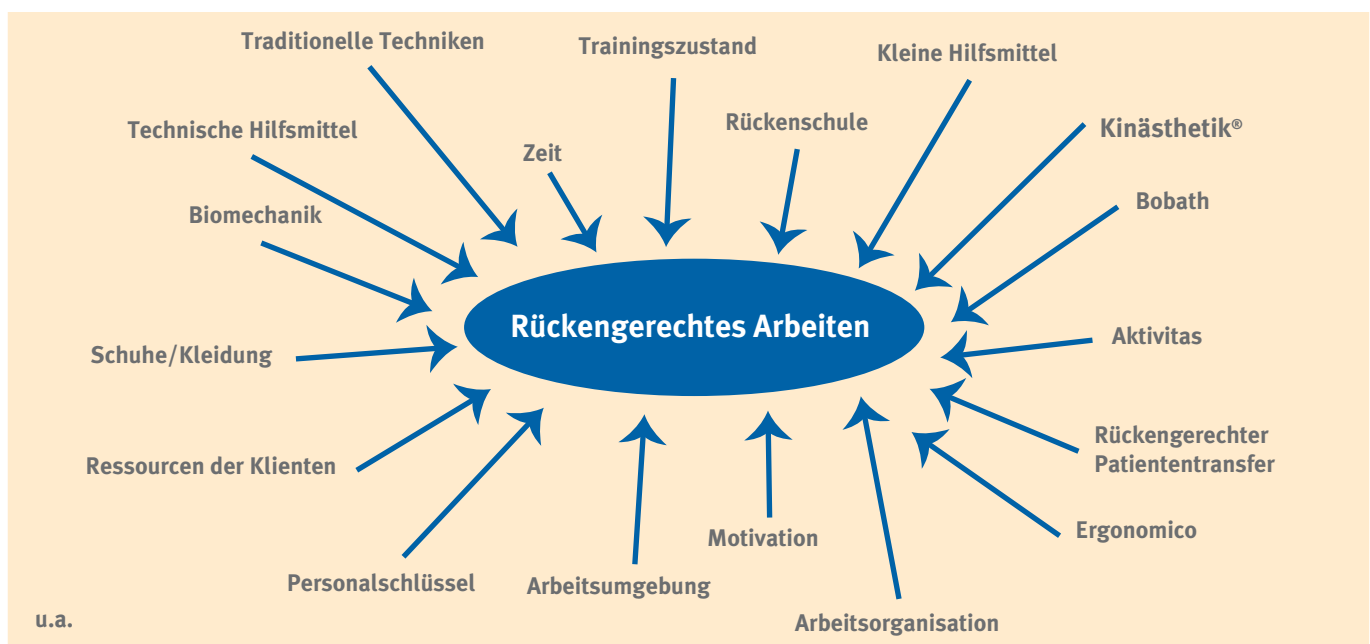 Traditionelle Techniken
Trainingszustand
Kleine Hilfsmittel
Technische Hilfsmittel
Zeit
Rückenschule
Kinästhetik®
Biomechanik
Bobath
Rückengerechtes Arbeiten
Schuhe/Kleidung
Aktivitas
Ressourcen der Klienten
Rückengerechter
Patiententransfer
Motivation
Ergonomico
Personalschlüssel
Arbeitsumgebung
Arbeitsorganisation
u.a.